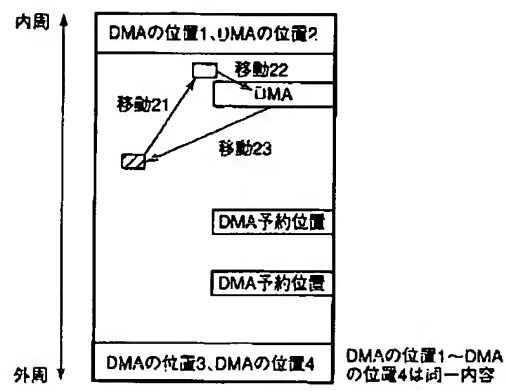 内周
DMAの位置1、DMAの位置2
移動22
DMA
移動21
移動23
DMA予約位置
DMA予約位置
DMAの位置3、DMAの位置4
外周
DMAの位置1〜DMA
の位置4は同一内容